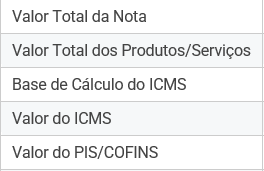 Valor Total da Nota
Valor Total dos Produtos/Serviços
Base de Cálculo do ICMS
Valor do ICMS
Valor do PIS/COFINS